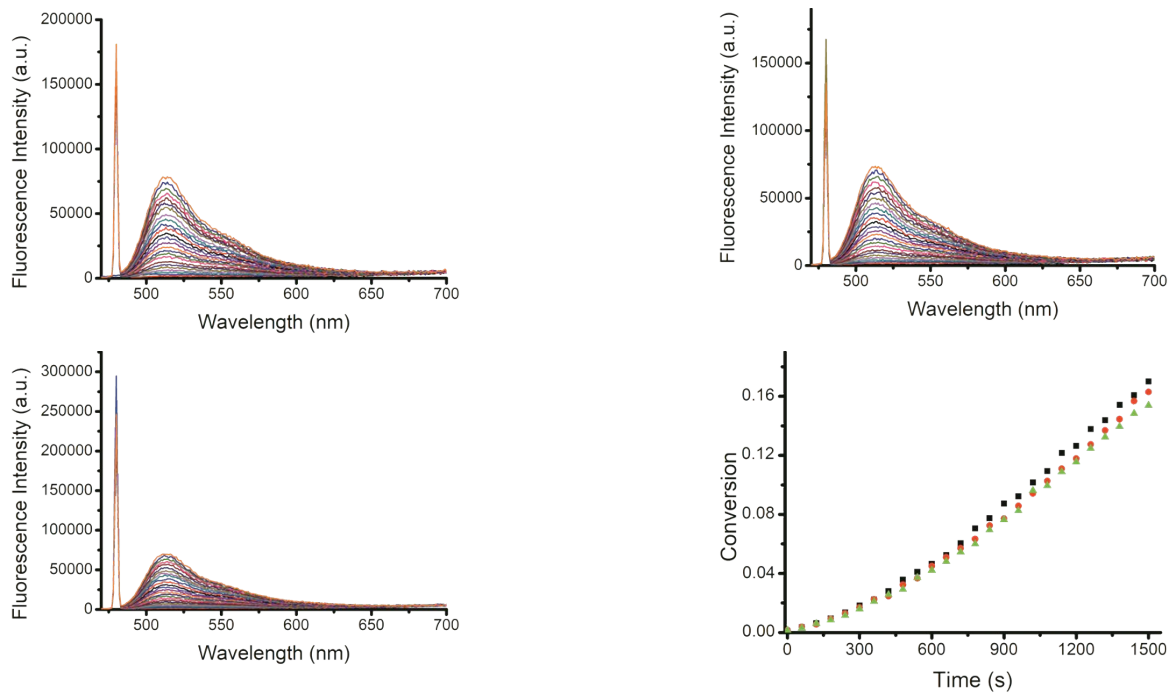 Fluorescence Intensity (a.u.)
200000
150000
100000
50000
0
500 550 600 650 700
Wavelength (nm)
Fluorescence Intensity (a.u.)
150000
100000
50000
0
500 550 600 650 700
Wavelength (nm)
Fluorescence Intensity (a.u.)
300000
250000
200000
150000
100000
50000
0
500 550 600 650 700
Wavelength (nm)
Conversion
0.16
0.12
0.08
0.04
0.00
0 300 600 900 1200 1500
Time (s)